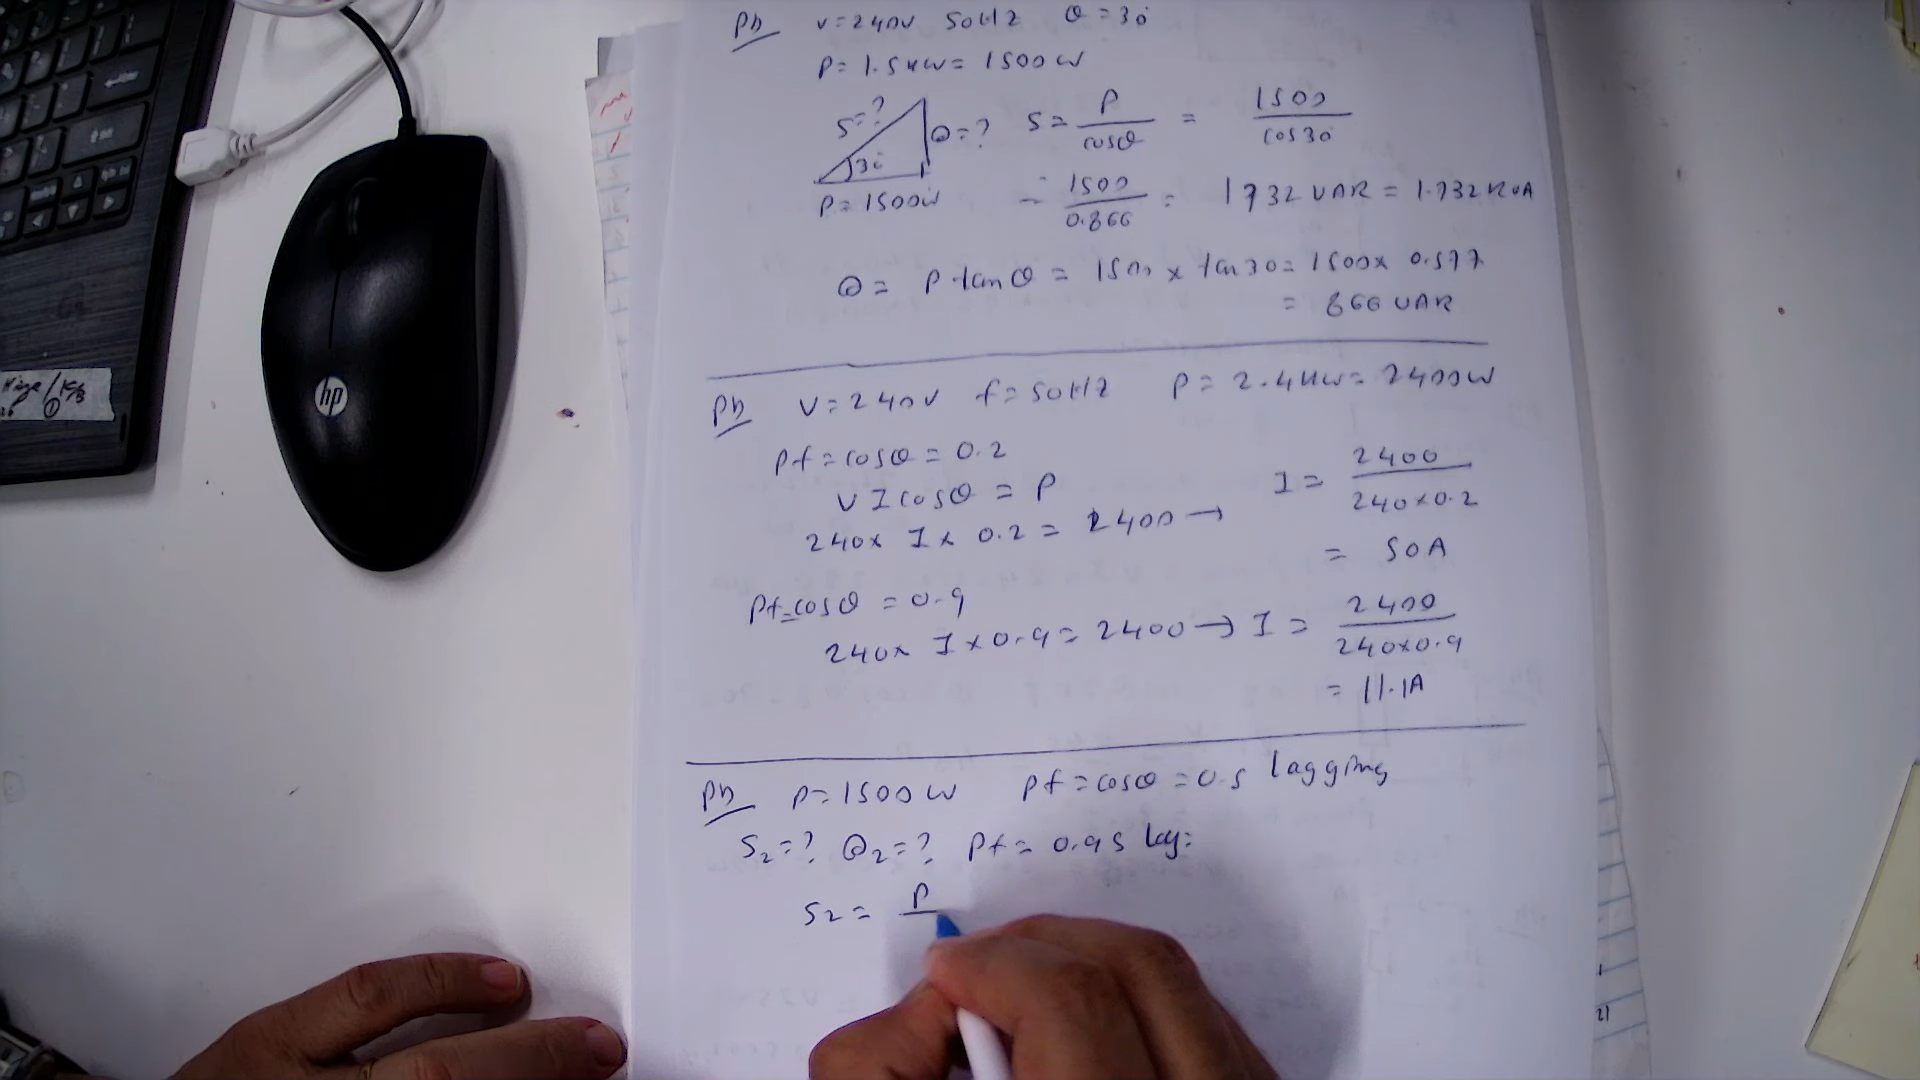 Pb V=240V 50HZ θ=30°
P=1.5KW=1500W
S=?
Q=?
30°
P=1500W
S= P/cosθ = 1500/cos30°
= 1500/0.866 = 1732 VAR = 1.732 KVA
Q= P tanθ = 1500 x tan30= 1500x 0.577
= 866 VAR
Pb V=240V f=50HZ P=2.4KW=2400W
Pf=cosθ=0.2
VIcosθ = P
240x I x 0.2 = 2400 → I= 2400/240x0.2
= 50A
Pf=cosθ=0.9
240x I x0.9=2400→I= 2400/240x0.9
= 11.1A
Pb P=1500W Pf=cosθ=0.5 lagging
S2=? Q2=? Pf=0.95 lag:
S2= P
hp
21